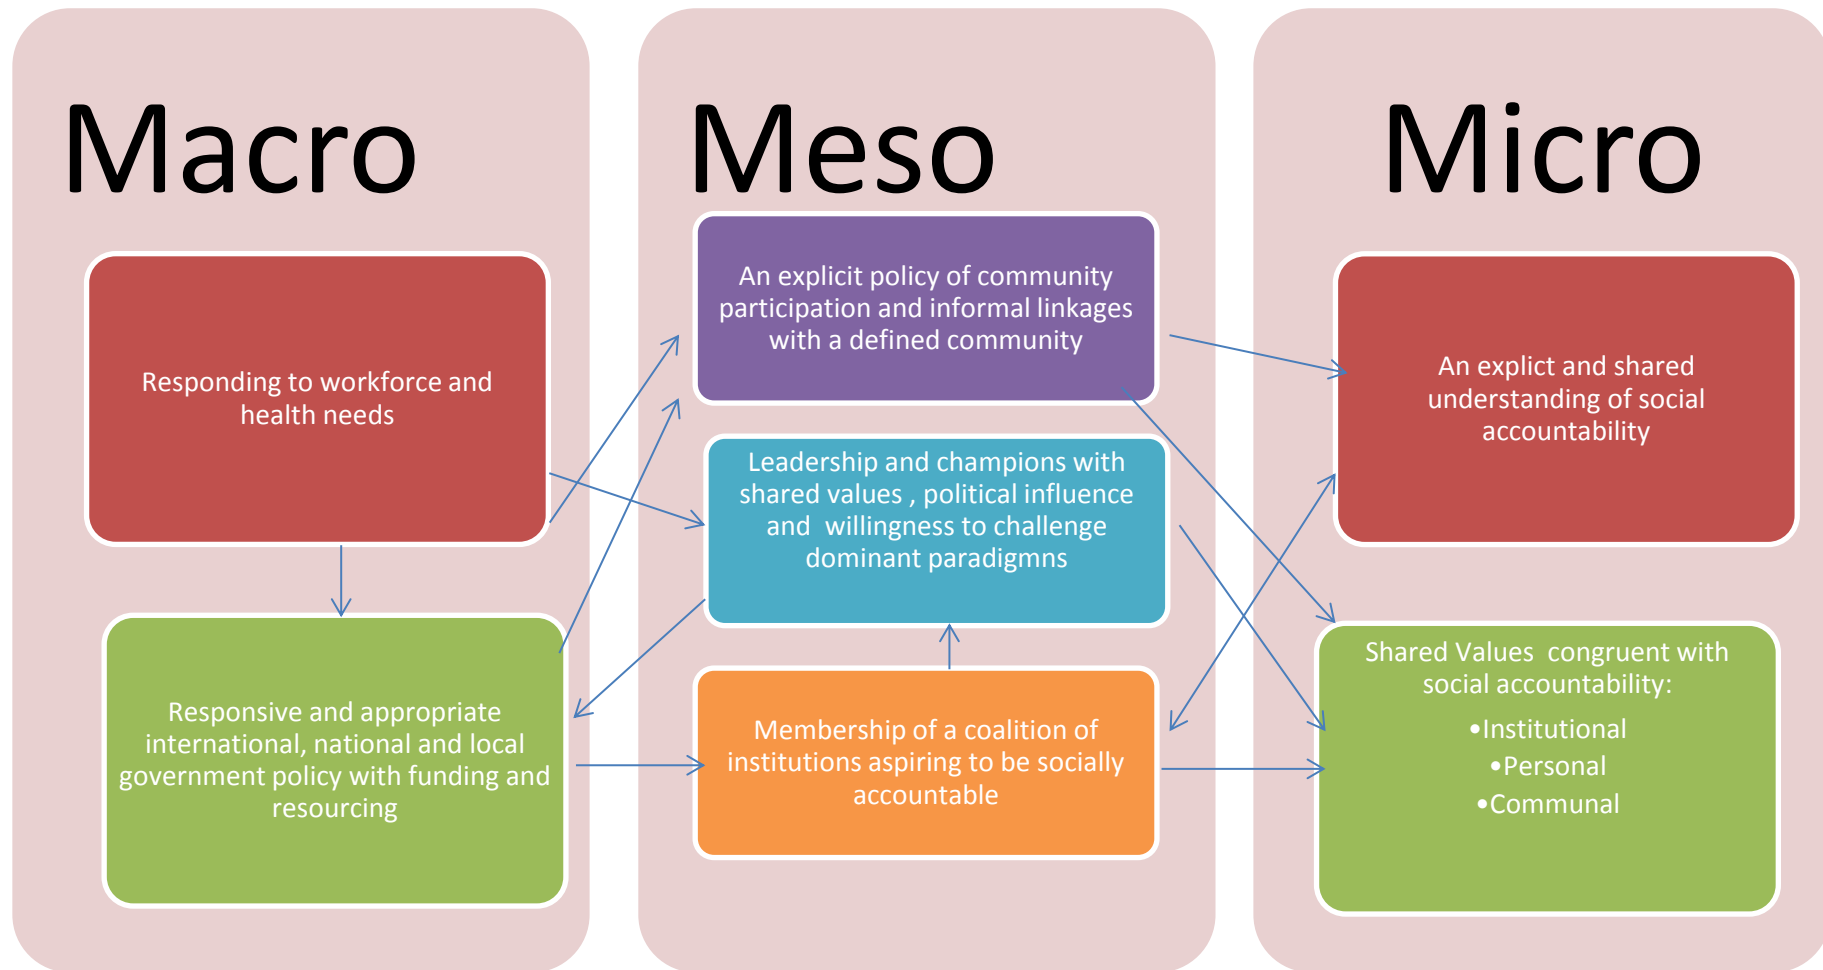 Macro
Responding to workforce and
health needs
Responsive and appropriate
international, national and local
government policy with funding and
resourcing
Meso
An explicit policy of community
participation and informal linkages
with a defined community
Leadership and champions with
shared values , political influence
and  willingness to challenge
dominant paradigmns
Membership of a coalition of
institutions aspiring to be socially
accountable
Micro
An explict and shared
understanding of social
accountability
Shared Values  congruent with
social accountability:
•Institutional
•Personal
•Communal